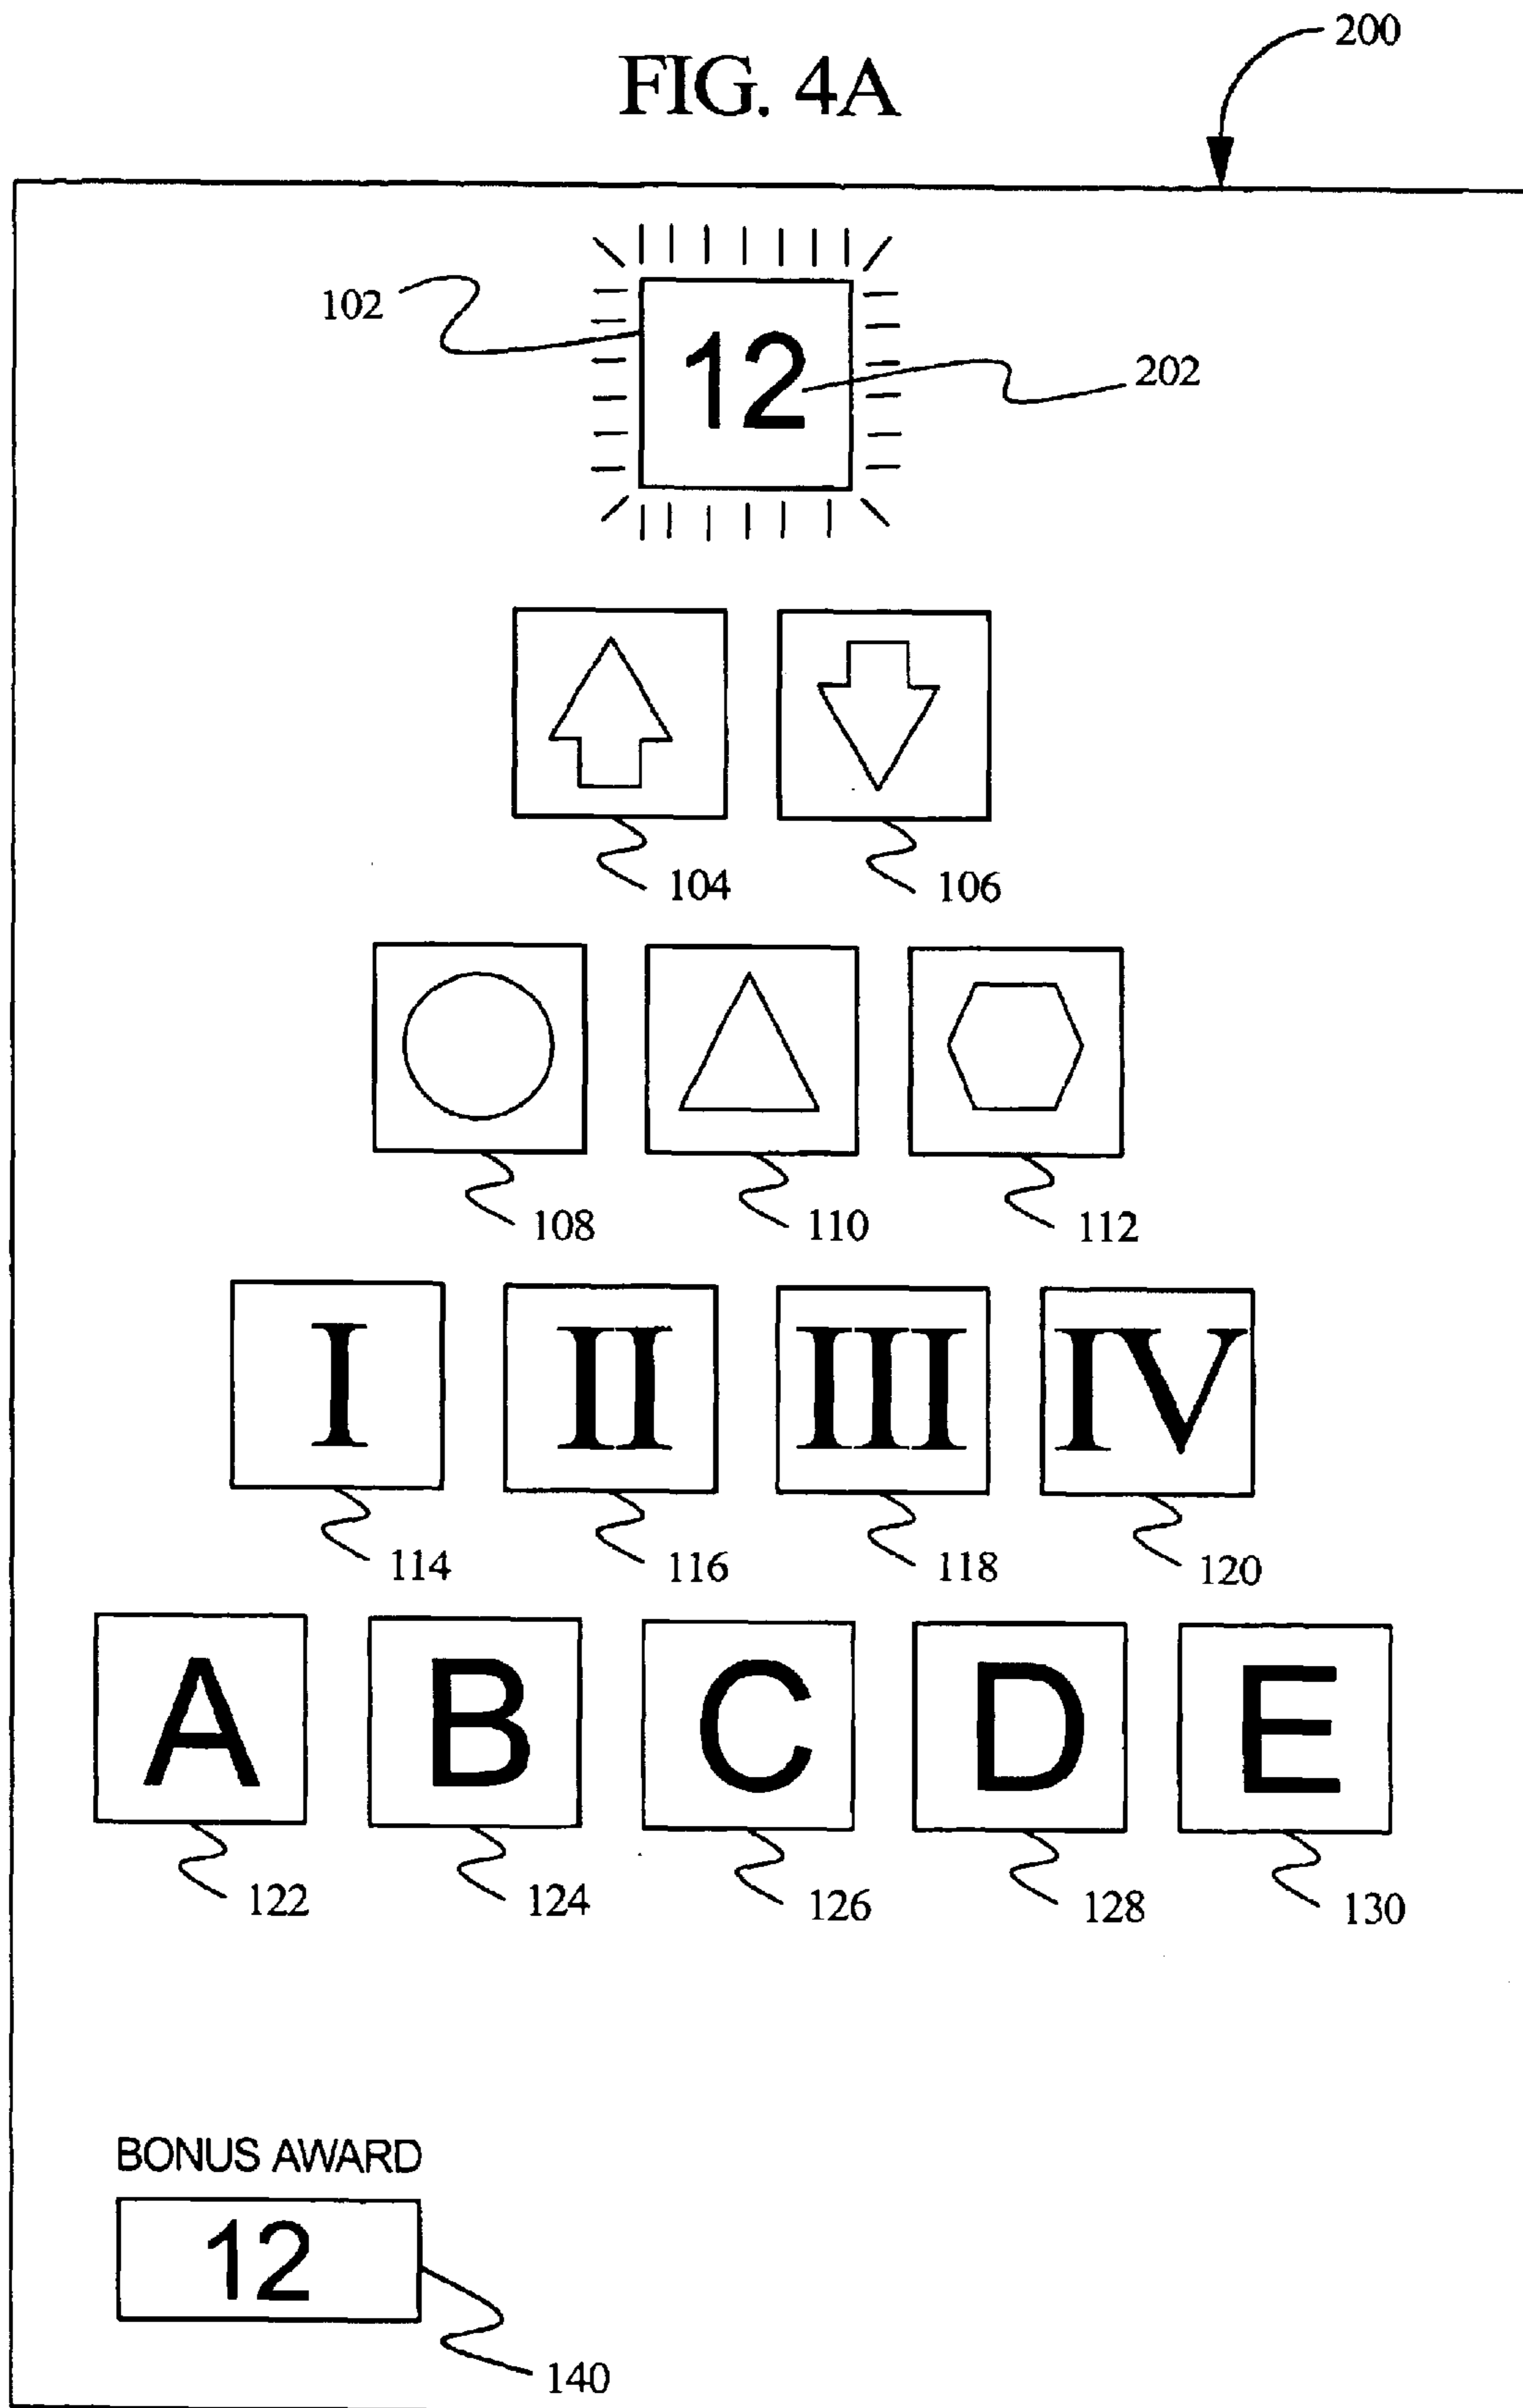 200
FIG. 4A
102
12
202
104 106
108 110 112
I II III IV
114 116 118 120
A B C D E
122 124 126 128 130
BONUS AWARD
12
140